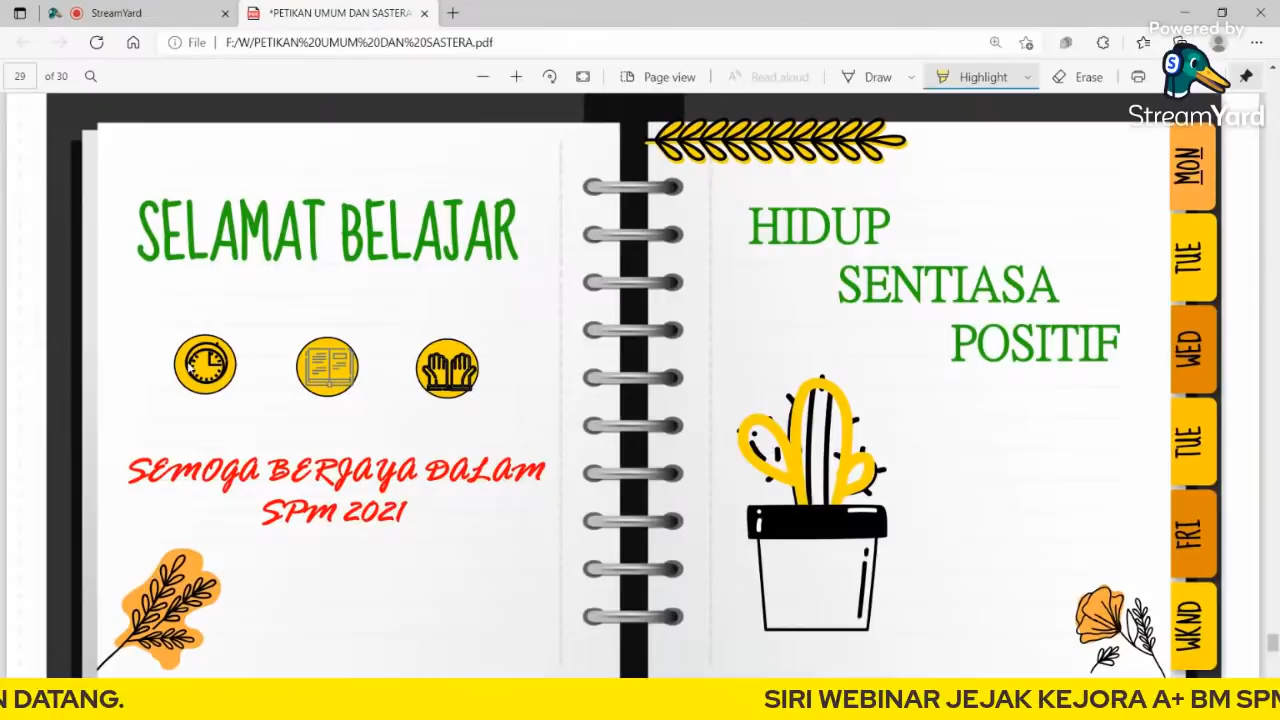 StreamYard
*PETIKAN UMUM DAN SASTERA
File
F:/W/PETIKAN%20UMUM%20DAN%20SASTERA.pdf
Powered by
StreamYard
29 of 30
Page view
Read aloud
Draw
Highlight
Erase
SELAMAT BELAJAR
SEMOGA BERJAYA DALAM
SPM 2021
HIDUP
SENTIASA
POSITIF
MON
TUE
WED
TUE
FRI
WKND
N DATANG.
SIRI WEBINAR JEJAK KEJORA A+ BM SPM